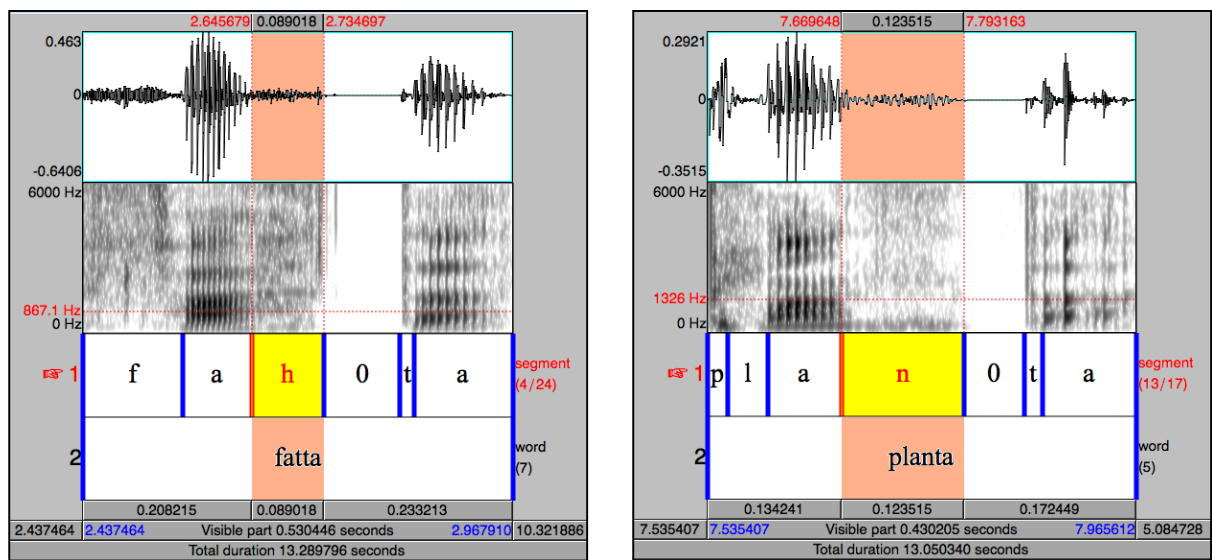 2.645679 0.089018 2.734697
0.463
0
-0.6406
6000 Hz
867.1 Hz
0 Hz
☞ 1 f a h 0 t a segment
(4/24)
2 fatta word
(7)
0.208215 0.089018 0.233213
2.437464 2.437464 Visible part 0.530446 seconds 2.967910 10.321886
Total duration 13.289796 seconds
7.669648 0.123515 7.793163
0.2921
0
-0.3515
6000 Hz
1326 Hz
0 Hz
☞ 1 p l a n 0 t a segment
(13/17)
2 planta word
(5)
0.134241 0.123515 0.172449
7.535407 7.535407 Visible part 0.430205 seconds 7.965612 5.084728
Total duration 13.050340 seconds